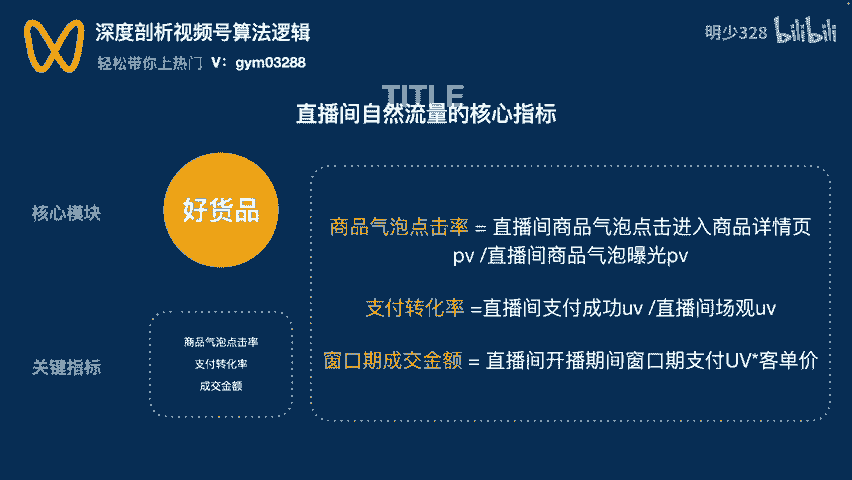 深度剖析视频号算法逻辑
轻松带你上热门 V：gym03288
明少328 bilibili
TITLE
直播间自然流量的核心指标
核心模块
好货品
商品气泡点击率 = 直播间商品气泡点击进入商品详情页
pv /直播间商品气泡曝光pv
支付转化率 =直播间支付成功uv /直播间场观uv
窗口期成交金额 = 直播间开播期间窗口期支付UV*客单价
关键指标
商品气泡点击率
支付转化率
成交金额